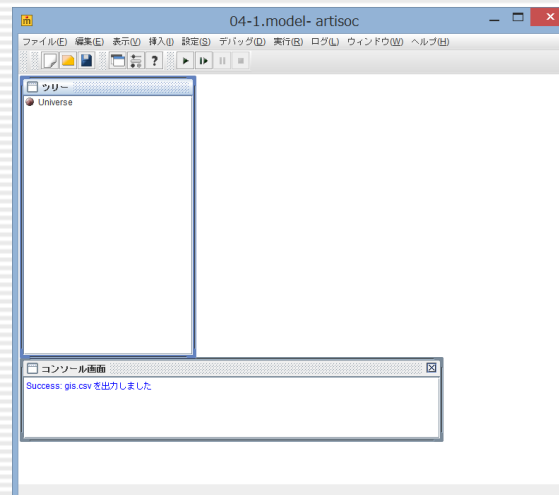 04-1.model- artisoc
ファイル(F) 編集(E) 表示(V) 挿入(I) 設定(S) デバッグ(D) 実行(R) ログ(L) ウィンドウ(W) ヘルプ(H)
ツリー
Universe
コンソール画面
Success: gis.csv を出力しました